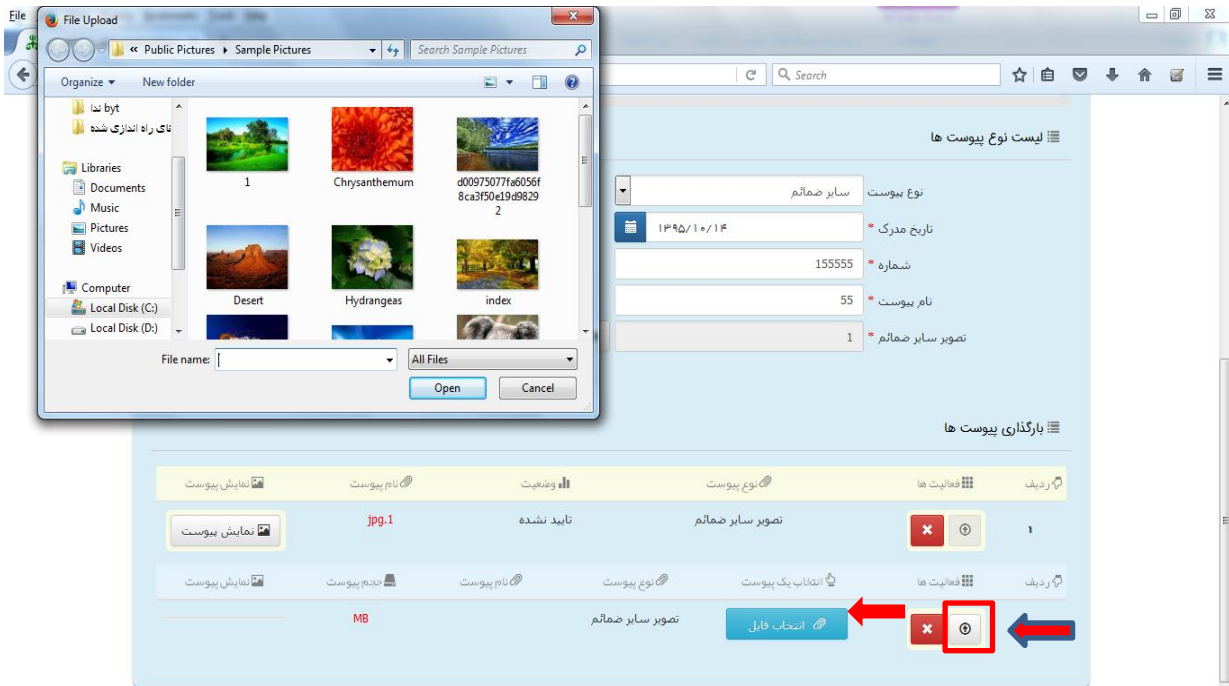 File
File Upload
« Public Pictures ▸ Sample Pictures
Search Sample Pictures
Organize
New folder
byt ندا
های راه اندازی شده
Libraries
Documents
Music
Pictures
Videos
Computer
Local Disk (C:)
Local Disk (D:)
1
Chrysanthemum
d00975077fa6056f
8ca3f50e19d9829
2
Desert
Hydrangeas
index
File name:
All Files
Open
Cancel
Search
لیست نوع پیوست ها
نوع پیوست سایر ضمائم
تاریخ مدرک * ۱۳۹۵/۱۰/۱۴
شماره * 155555
نام پیوست * 55
تصویر سایر ضمائم * 1
بارگذاری پیوست ها
ردیف فعالیت ها نوع پیوست وضعیت نام پیوست نمایش پیوست
۱ تصویر سایر ضمائم تایید نشده jpg.1 نمایش پیوست
ردیف فعالیت ها انتخاب یک پیوست نوع پیوست نام پیوست حجم پیوست نمایش پیوست
انتخاب فایل تصویر سایر ضمائم MB